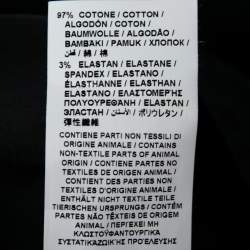 97% COTONE / COTTON /
ALGODÓN / COTON /
BAUMWOLLE / ALGODÃO /
BAMBAKI / PAMUK / ХЛОПОК /
قطن / 綿 / 棉
3% ELASTAN / ELASTANE /
SPANDEX / ELASTANO /
ÉLASTHANNE / ELASTHAN /
ELASTANO / ΕΛΑΣΤΟΜΕΡΗΣ
ΠΟΛΥΟΥΡΕΘΑΝΗ / ELASTAN /
ЭЛАСТАН / الاستان / ポリウレタン /
彈性纖維
CONTIENE PARTI NON TESSILI DI
ORIGINE ANIMALE / CONTAINS
NON-TEXTILE PARTS OF ANIMAL
ORIGIN / CONTIENE PARTES NO
TEXTILES DE ORIGEN ANIMAL /
CONTIENT DES PARTIES NON
TEXTILES D'ORIGINE ANIMALE /
ENTHÄLT NICHT TEXTILE TEILE
TIERISCHEN URSPRUNGS / CONTÉM
PARTES NÃO TÊXTEIS DE ORIGEM
ANIMAL / ΠΕΡΙΕΧΕΙ ΜΗ
ΚΛΩΣΤΟΫΦΑΝΤΟΥΡΓΙΚΑ
ΣΥΣΤΑΤΙΚΑ ΖΩΙΚΗΣ ΠΡΟΕΛΕΥΣΗΣ /